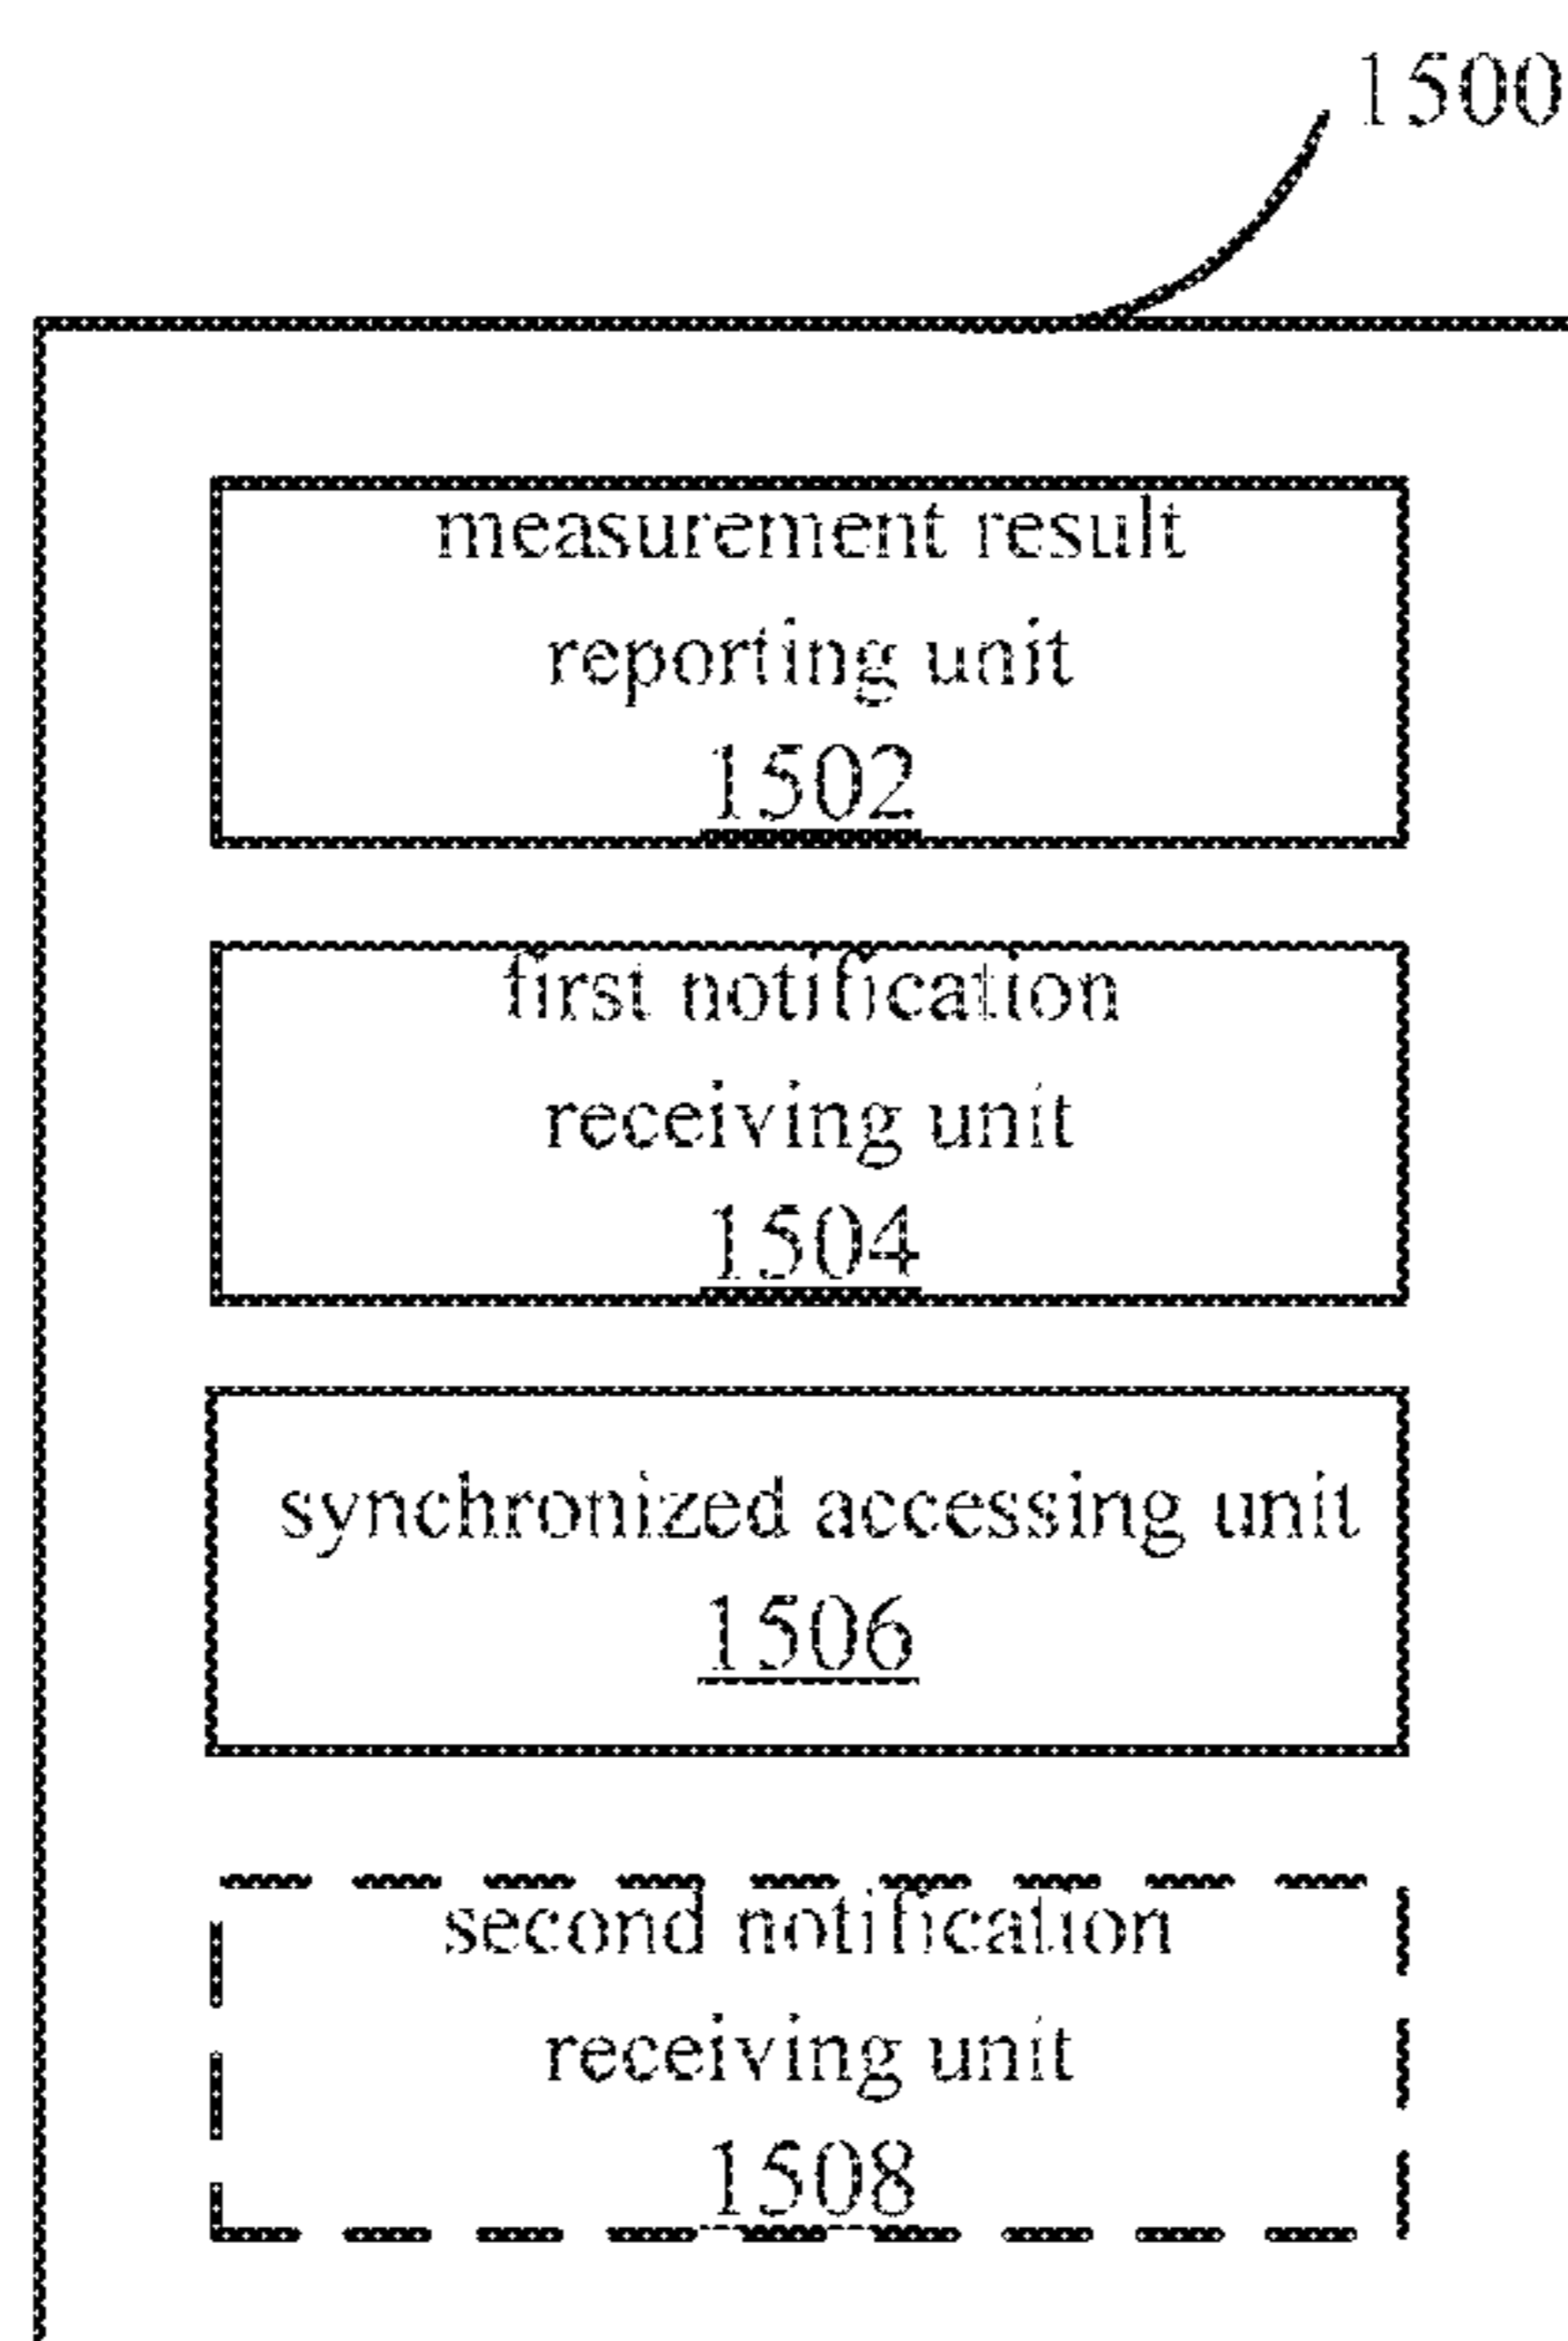 1500
measurement result
reporting unit
1502
first notification
receiving unit
1504
synchronized accessing unit
1506
second notification
receiving unit
1508